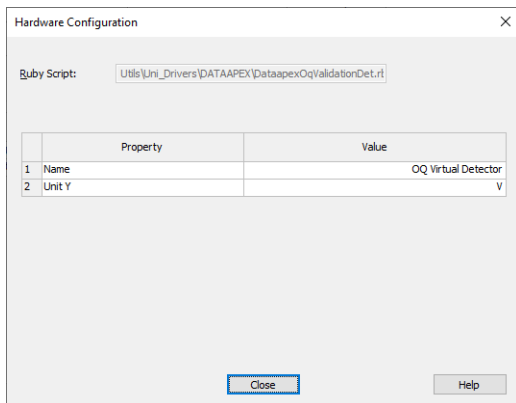 Hardware Configuration
Ruby Script: Utils\Uni_Drivers\DATAAPEX\DataapexOqValidationDet.rb
Property Value
1 Name OQ Virtual Detector
2 Unit Y V
Close Help